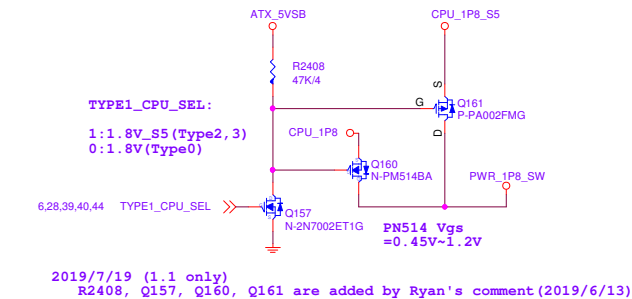 ATX_5VSB
CPU_1P8_S5
R2408
47K/4
S
G
Q161
P-PA002FMG
D
TYPE1_CPU_SEL:
1:1.8V_S5(Type2,3)
0:1.8V(Type0)
CPU_1P8
Q160
N-PM514BA
PWR_1P8_SW
6,28,39,40,44 TYPE1_CPU_SEL
Q157
N-2N7002ET1G
PN514 Vgs
=0.45V~1.2V
2019/7/19 (1.1 only)
R2408, Q157, Q160, Q161 are added by Ryan's comment(2019/6/13)